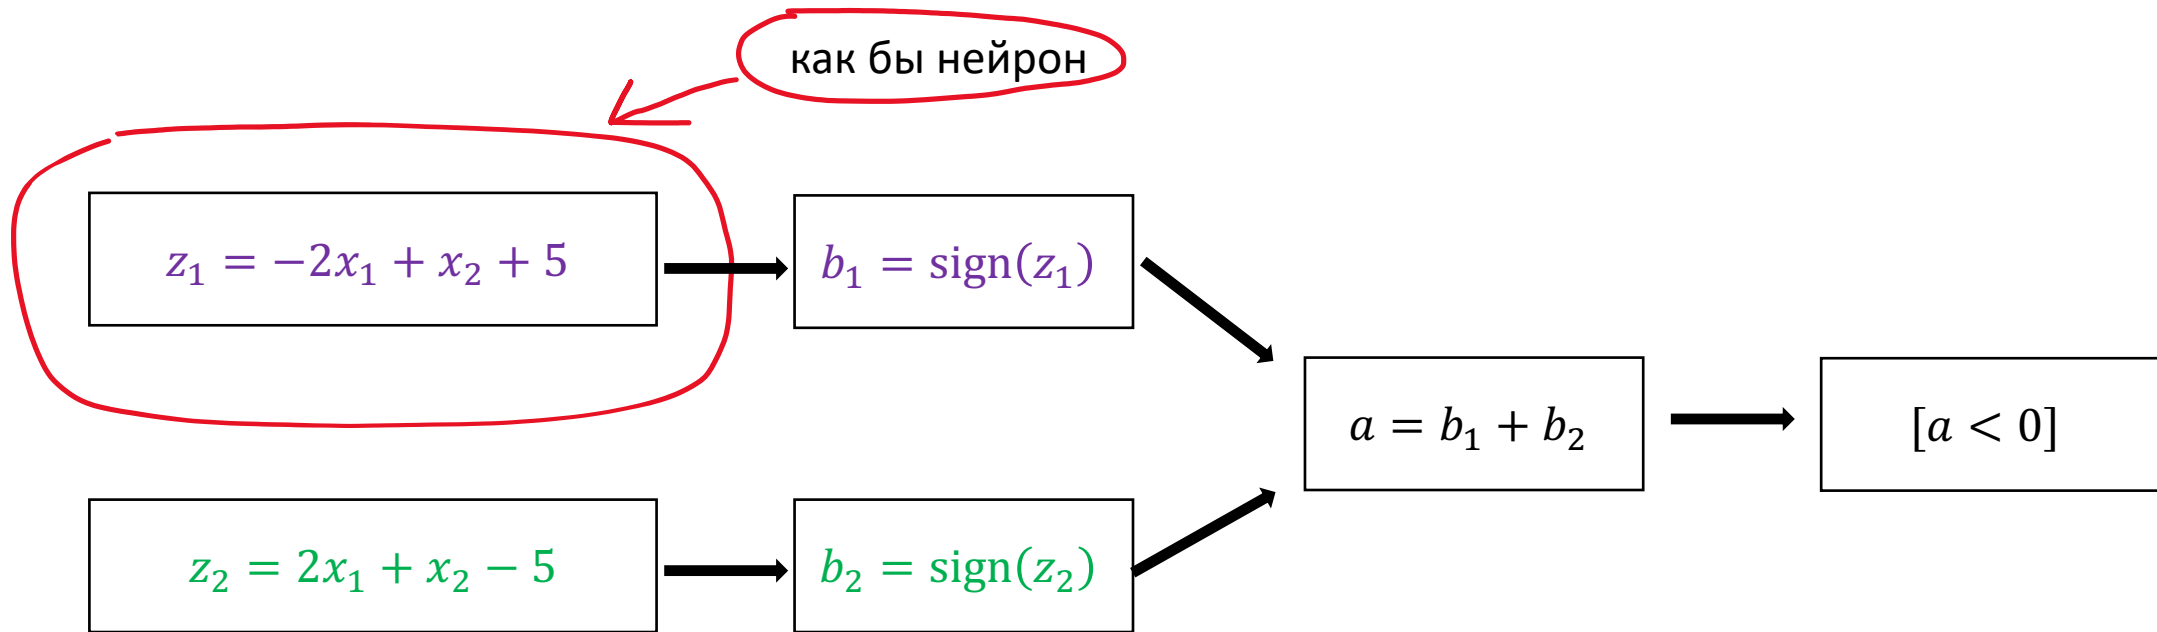 как бы нейрон
z₁ = −2x₁ + x₂ + 5
b₁ = sign(z₁)
a = b₁ + b₂
[a < 0]
z₂ = 2x₁ + x₂ − 5
b₂ = sign(z₂)